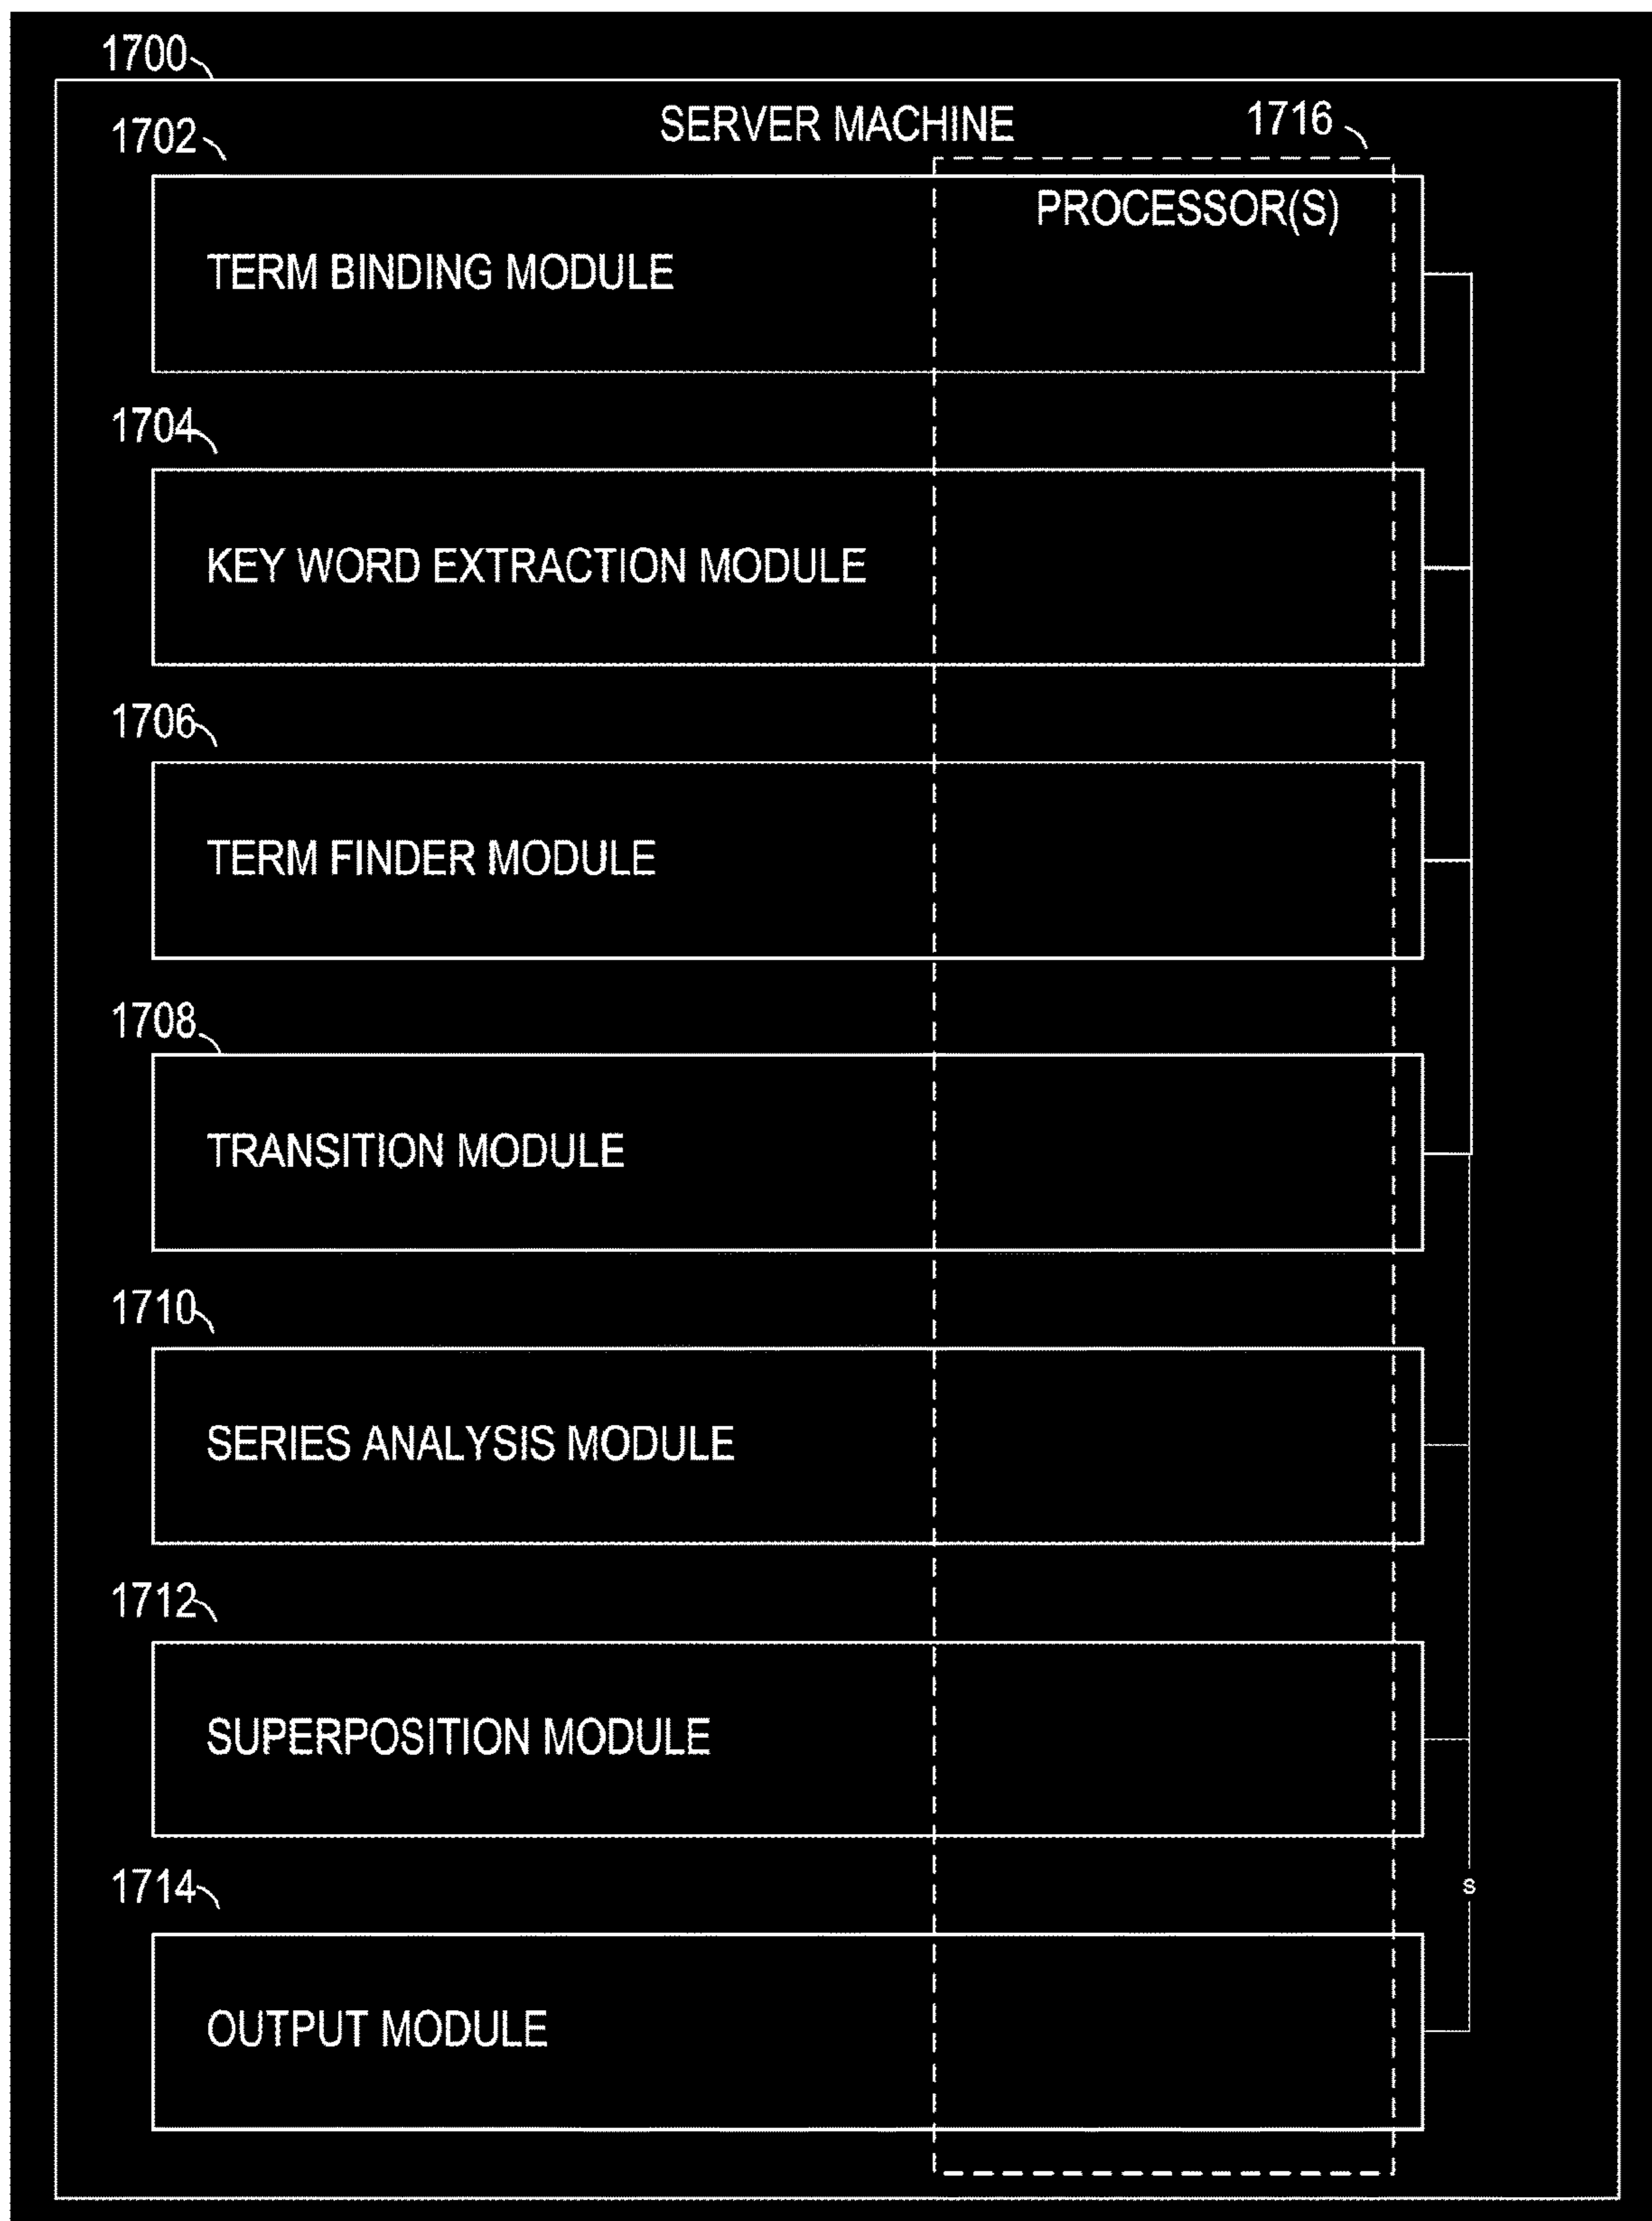 1700
SERVER MACHINE
1716
1702
PROCESSOR(S)
TERM BINDING MODULE
1704
KEY WORD EXTRACTION MODULE
1706
TERM FINDER MODULE
1708
TRANSITION MODULE
1710
SERIES ANALYSIS MODULE
1712
SUPERPOSITION MODULE
1714
s
OUTPUT MODULE